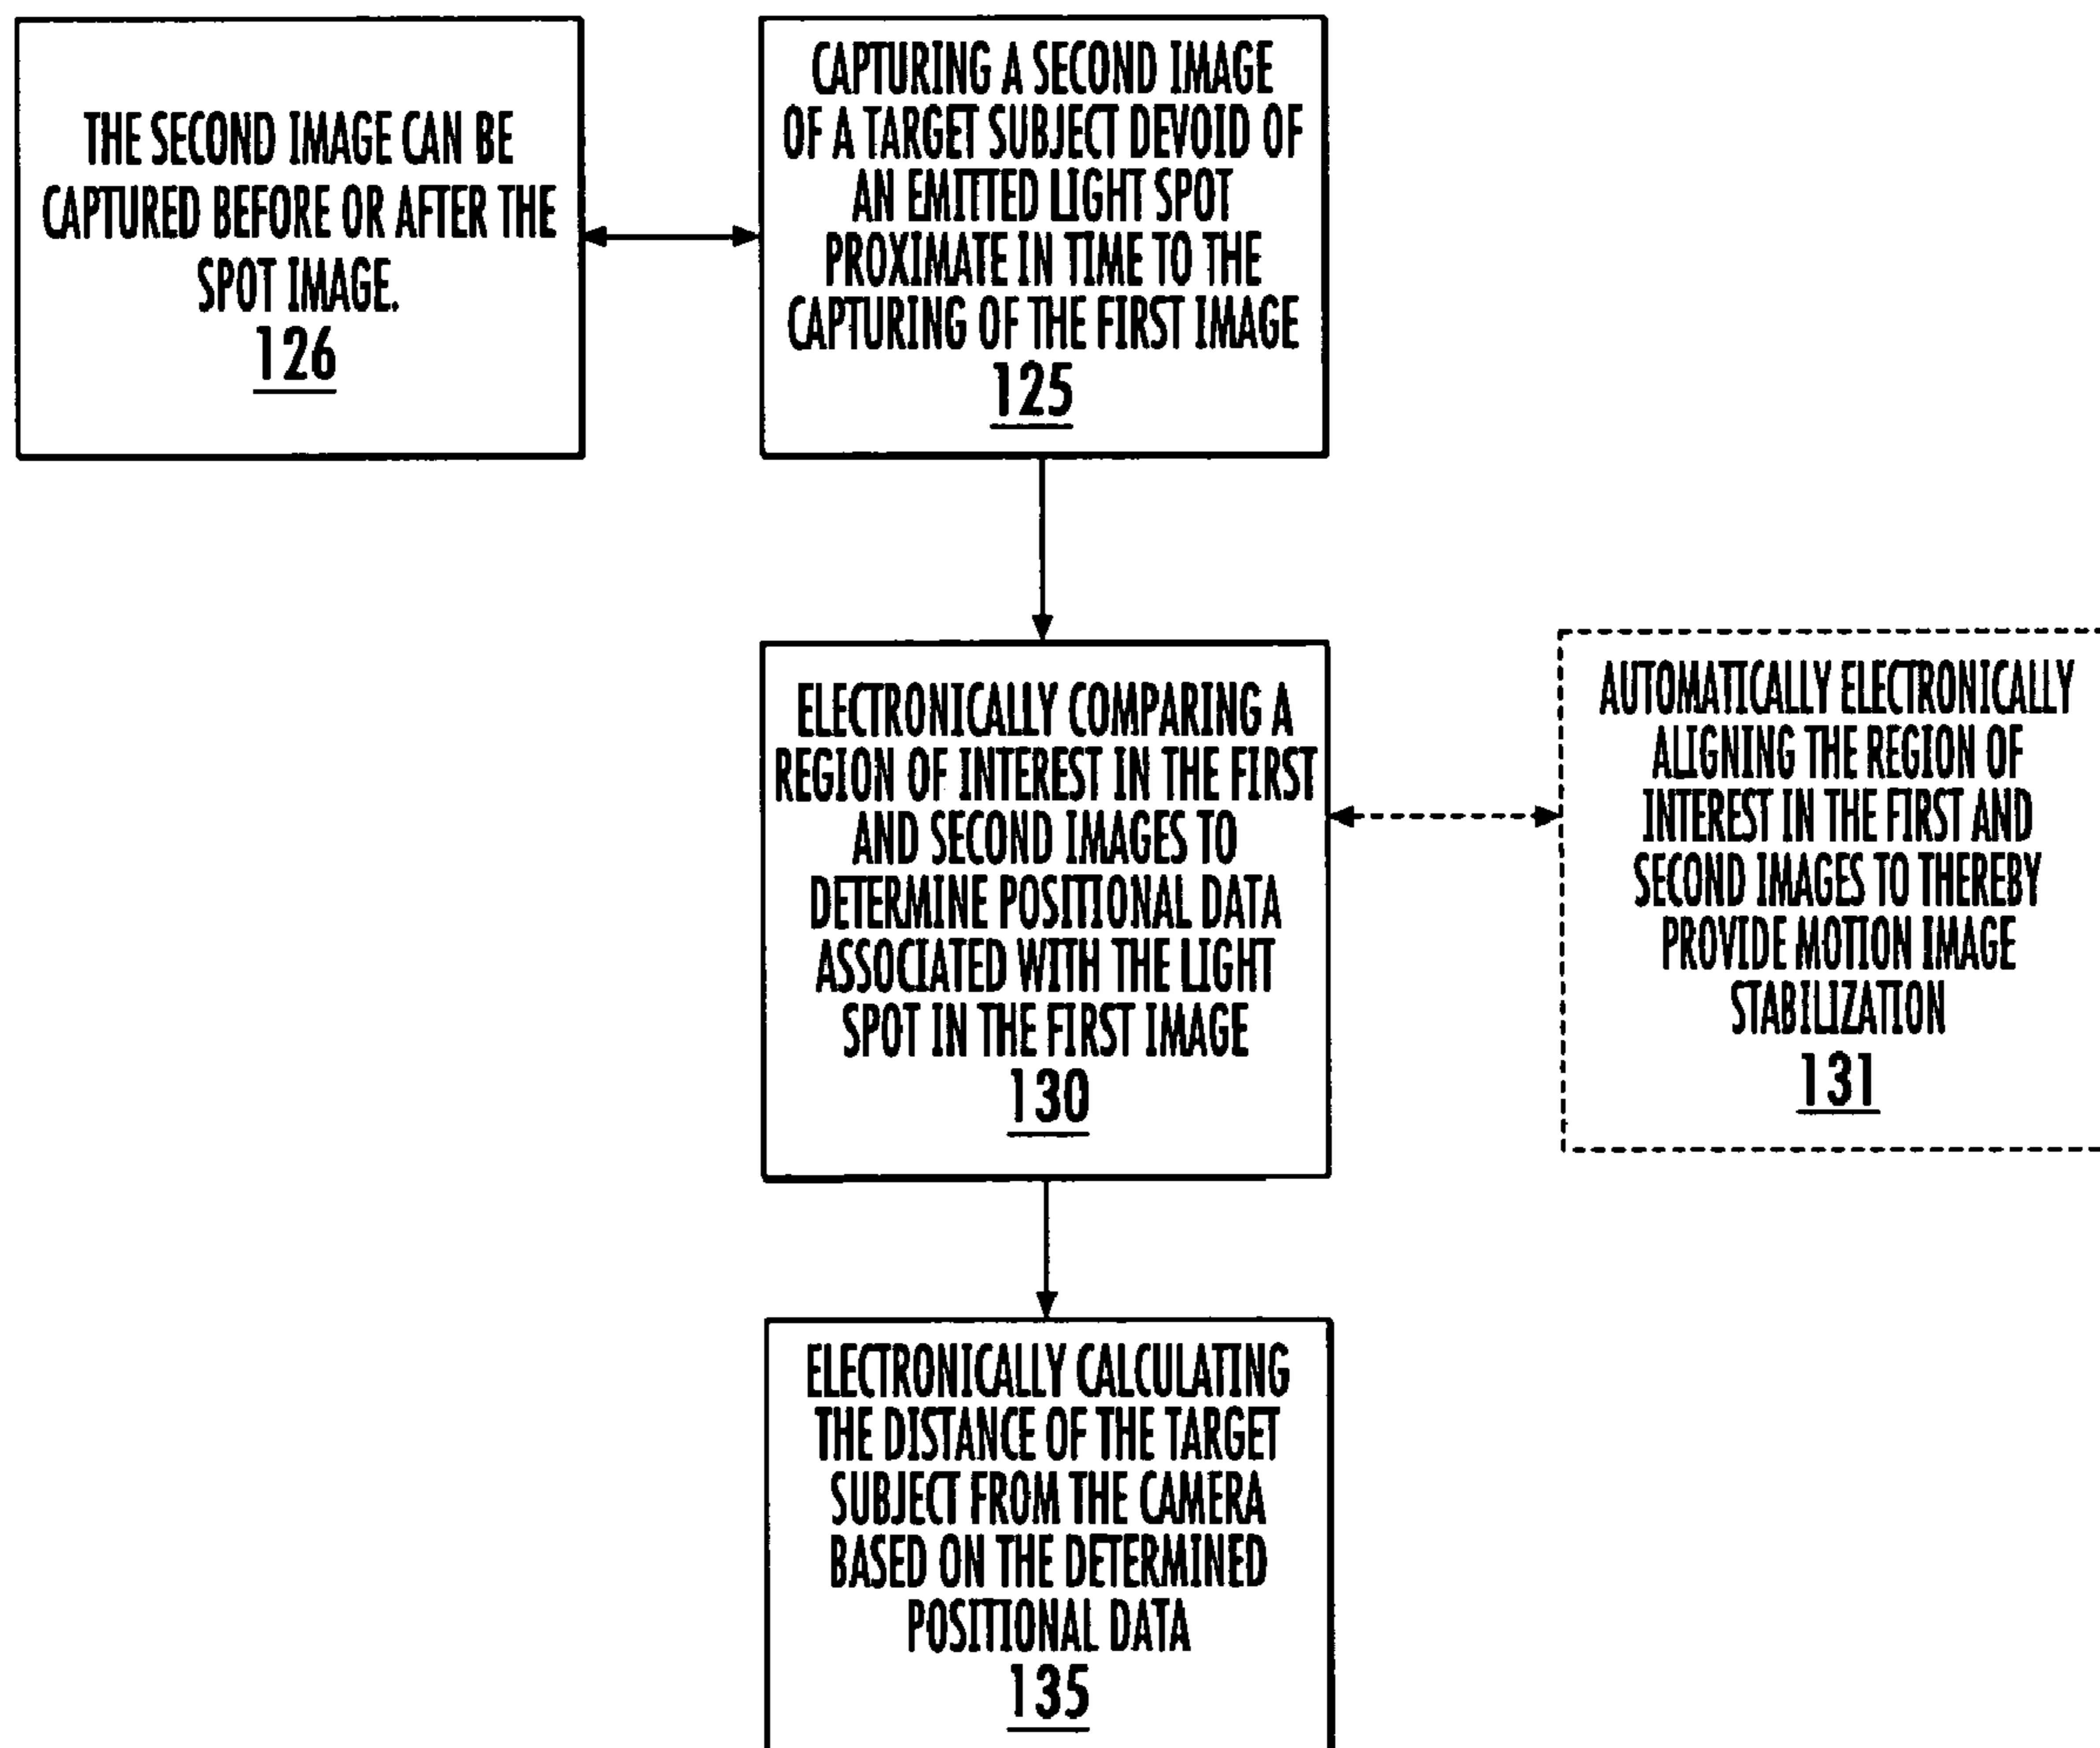 THE SECOND IMAGE CAN BE
CAPTURED BEFORE OR AFTER THE
SPOT IMAGE.
126
CAPTURING A SECOND IMAGE
OF A TARGET SUBJECT DEVOID OF
AN EMITTED LIGHT SPOT
PROXIMATE IN TIME TO THE
CAPTURING OF THE FIRST IMAGE
125
ELECTRONICALLY COMPARING A
REGION OF INTEREST IN THE FIRST
AND SECOND IMAGES TO
DETERMINE POSITIONAL DATA
ASSOCIATED WITH THE LIGHT
SPOT IN THE FIRST IMAGE
130
AUTOMATICALLY ELECTRONICALLY
ALIGNING THE REGION OF
INTEREST IN THE FIRST AND
SECOND IMAGES TO THEREBY
PROVIDE MOTION IMAGE
STABILIZATION
131
ELECTRONICALLY CALCULATING
THE DISTANCE OF THE TARGET
SUBJECT FROM THE CAMERA
BASED ON THE DETERMINED
POSITIONAL DATA
135